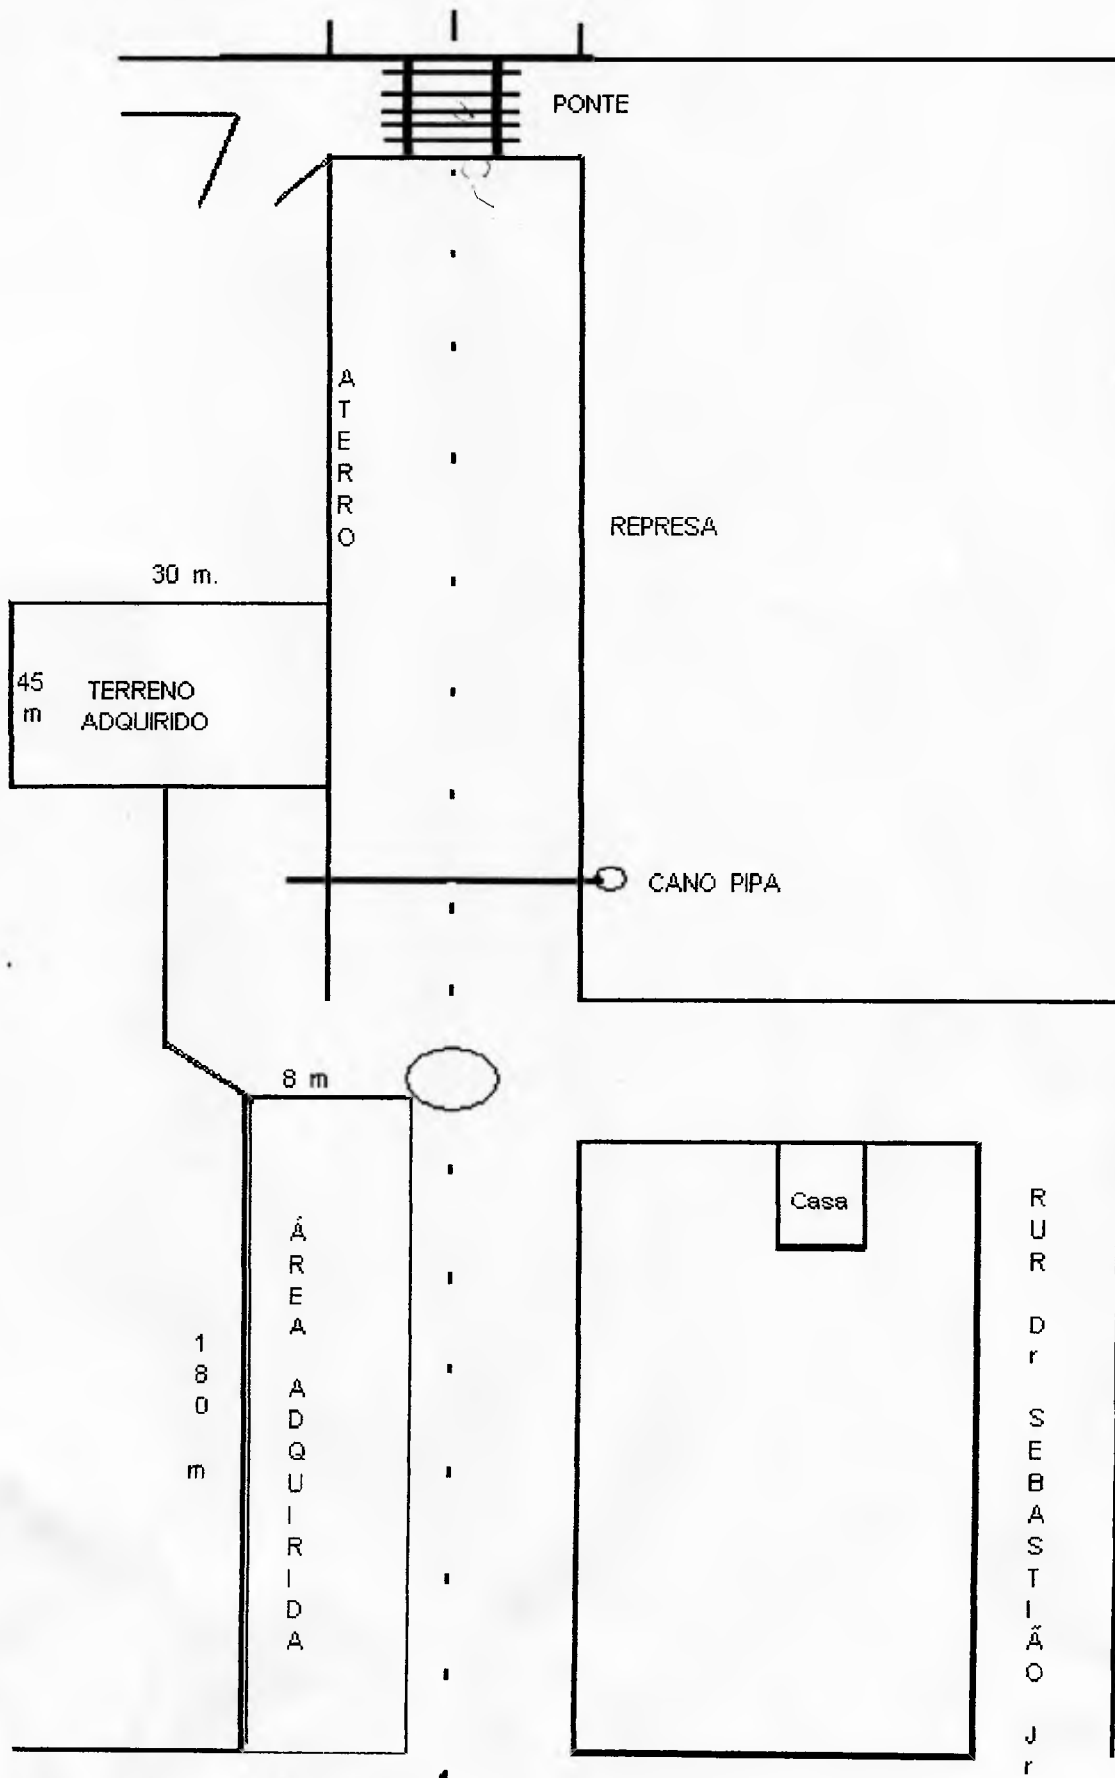 PONTE
ATERRO
REPRESA
30 m.
45 m
TERRENO
ADQUIRIDO
CANO PIPA
8 m
Casa
ÁREA ADQUIRIDA
180 m
RUR Dr SEBASTIÃO Jr